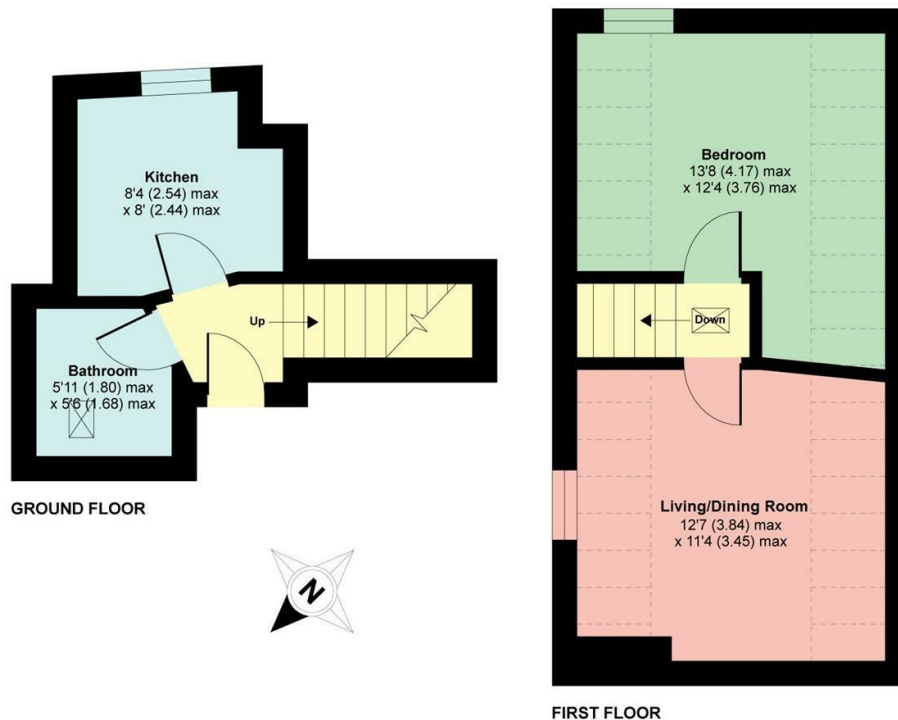 Kitchen
8'4 (2.54) max
x 8' (2.44) max
Up
Bathroom
5'11 (1.80) max
x 5'6 (1.68) max
GROUND FLOOR
N
Bedroom
13'8 (4.17) max
x 12'4 (3.76) max
Down
Living/Dining Room
12'7 (3.84) max
x 11'4 (3.45) max
FIRST FLOOR